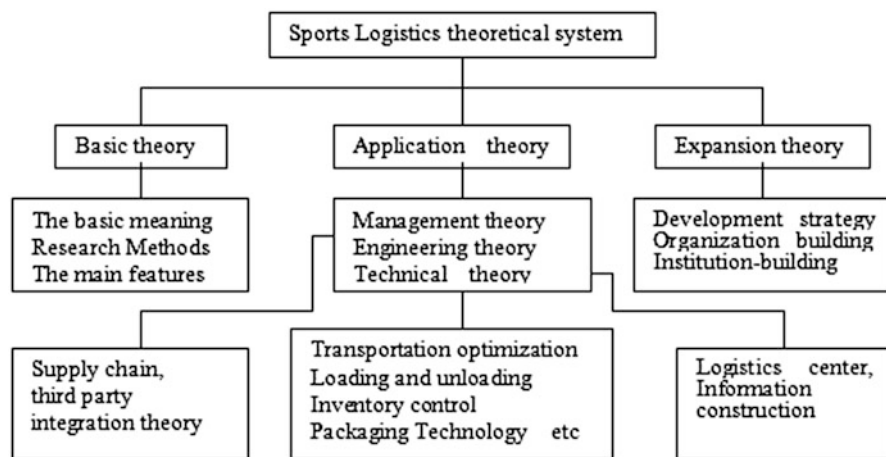 Sports Logistics theoretical system
Basic theory
Application theory
Expansion theory
The basic meaning
Research Methods
The main features
Management theory
Engineering theory
Technical theory
Development strategy
Organization building
Institution-building
Supply chain,
third party
integration theory
Transportation optimization
Loading and unloading
Inventory control
Packaging Technology etc
Logistics center,
Information
construction